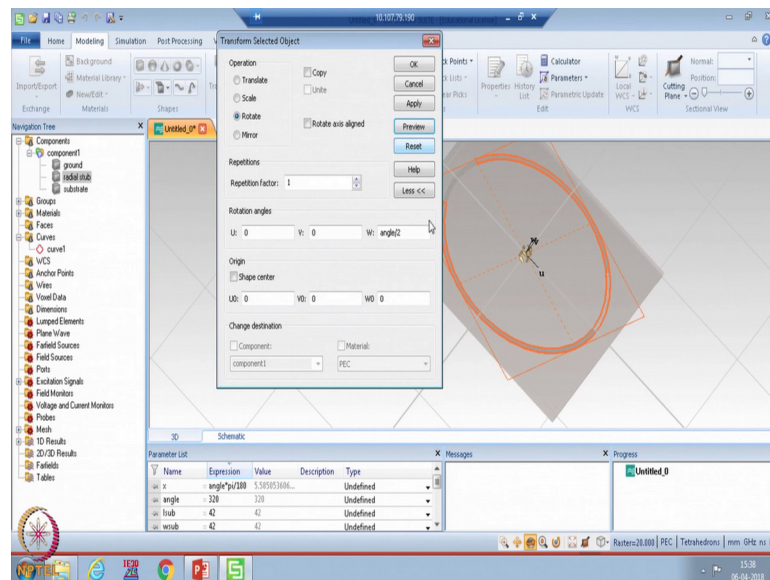 10.107.79.190
File Home Modeling Simulation Post Processing
Import/Export
Background
Material Library
New/Edit
Exchange Materials Shapes
Points
Lists
Properties History List
Calculator
Parameters
Parametric Update
Edit
Local WCS
WCS
Cutting Plane
Normal:
Position:
Sectional View
Navigation Tree
Components
component1
ground
radial stub
substrate
Groups
Materials
Faces
Curves
curve1
WCS
Anchor Points
Wires
Voxel Data
Dimensions
Lumped Elements
Plane Wave
Farfield Sources
Field Sources
Ports
Excitation Signals
Field Monitors
Voltage and Current Monitors
Probes
Mesh
1D Results
2D/3D Results
Farfields
Tables
Untitled_0*
Transform Selected Object
Operation
Translate
Scale
Rotate
Mirror
Copy
Unite
Rotate axis aligned
OK
Cancel
Apply
Preview
Reset
Help
Less <<
Repetitions
Repetition factor: 1
Rotation angles
U: 0 V: 0 W: angle/2
Origin
Shape center
U0: 0 V0: 0 W0 0
Change destination
Component: Material:
component1 PEC
u
3D Schematic
Parameter List
Name Expression Value Description Type
x = angle*pi/180 5.585053606... Undefined
angle = 320 320 Undefined
lsub = 42 42 Undefined
wsub = 42 42 Undefined
Messages
Progress
Untitled_0
Raster=20.000 PEC Tetrahedrons mm GHz ns
NPTEL
15:38
06-04-2018